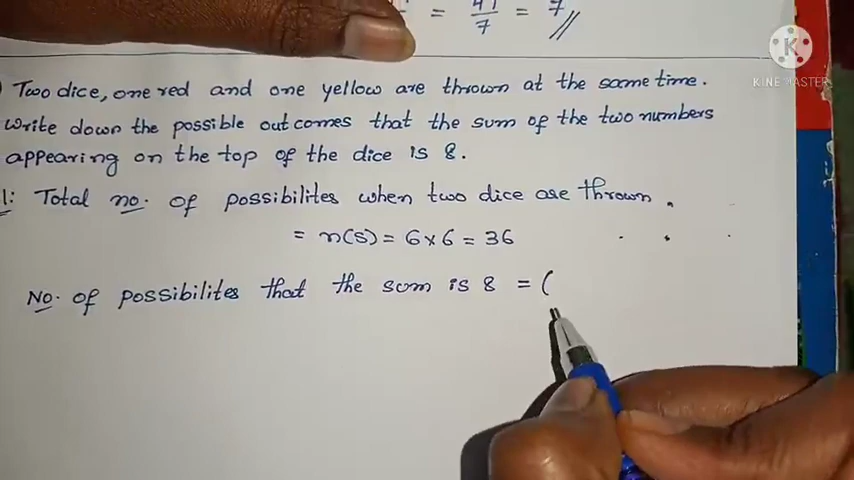 = 41/7 = 7 //
KINE MASTER
Two dice, one red and one yellow are thrown at the same time.
write down the possible outcomes that the sum of the two numbers
appearing on the top of the dice is 8.
: Total no. of possibilites when two dice are thrown.
= n(S) = 6×6 = 36
No. of possibilites that the sum is 8 = (